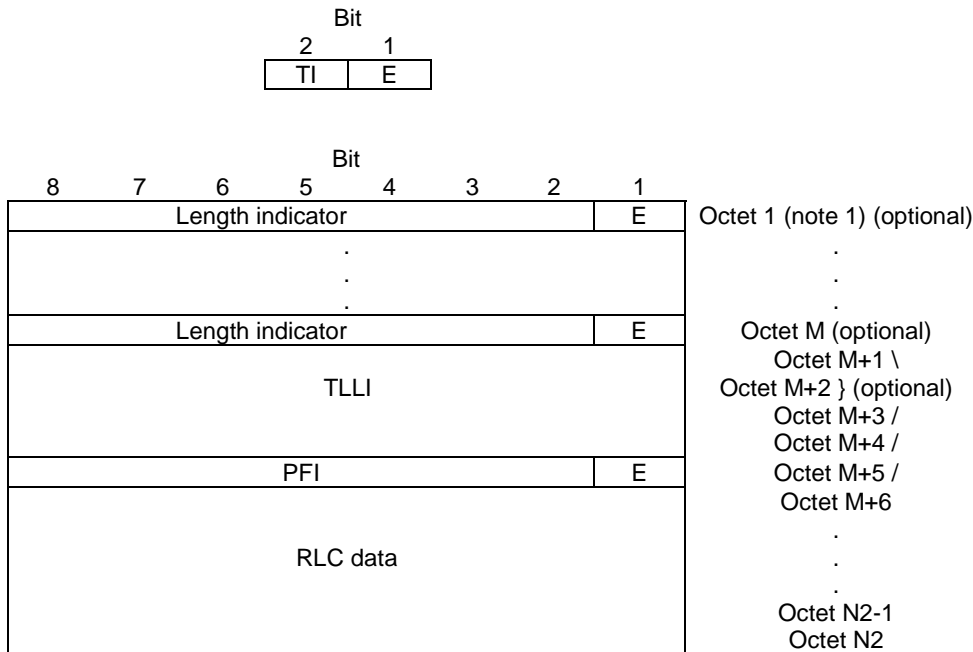 Bit
2 1
TI E
Bit
8 7 6 5 4 3 2 1
Length indicator E Octet 1 (note 1) (optional)
. .
. .
. .
Length indicator E Octet M (optional)
Octet M+1 \
TLLI Octet M+2 } (optional)
Octet M+3 /
Octet M+4 /
PFI E Octet M+5 /
Octet M+6
.
RLC data .
.
Octet N2-1
Octet N2